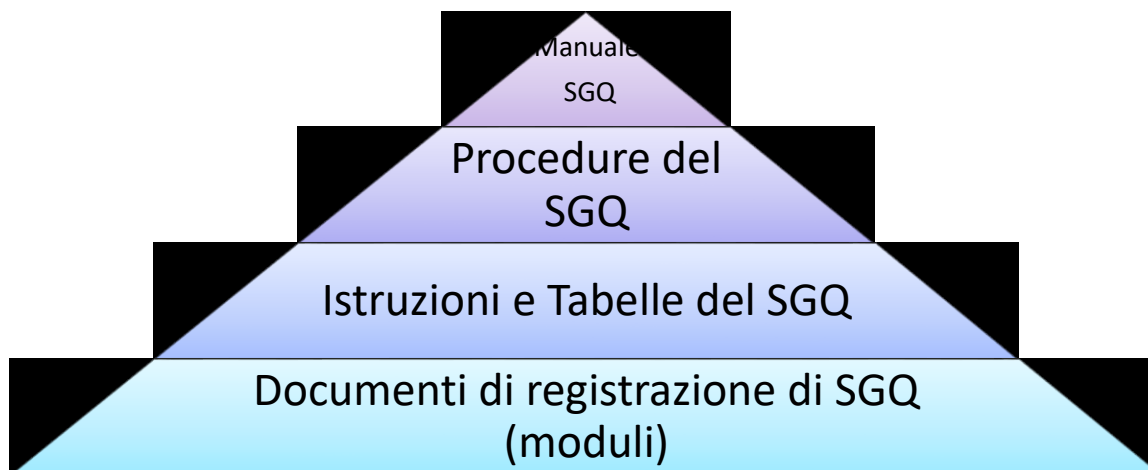 Manuale
SGQ
Procedure del
SGQ
Istruzioni e Tabelle del SGQ
Documenti di registrazione di SGQ
(moduli)